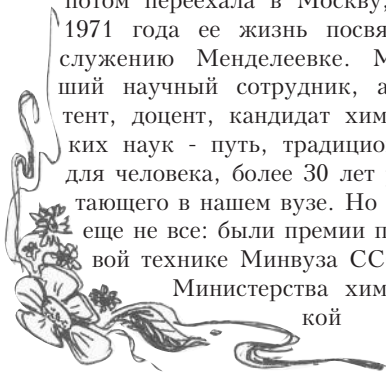 потом переехала в Москву,
1971 года ее жизнь посвя
служению Менделеевке. М
ший научный сотрудник, а
тент, доцент, кандидат хим
ких наук - путь, традицио
для человека, более 30 лет
тающего в нашем вузе. Но
еще не все: были премии п
вой технике Минвуза СС
Министерства хим
кой